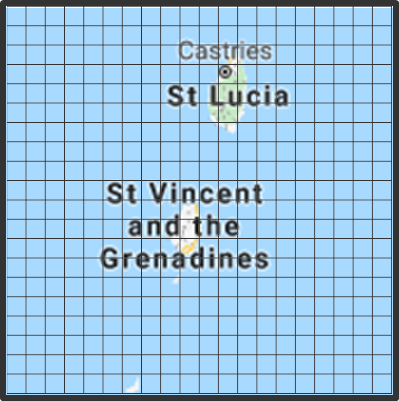 Castries
St Lucia
St Vincent
and the
Grenadines